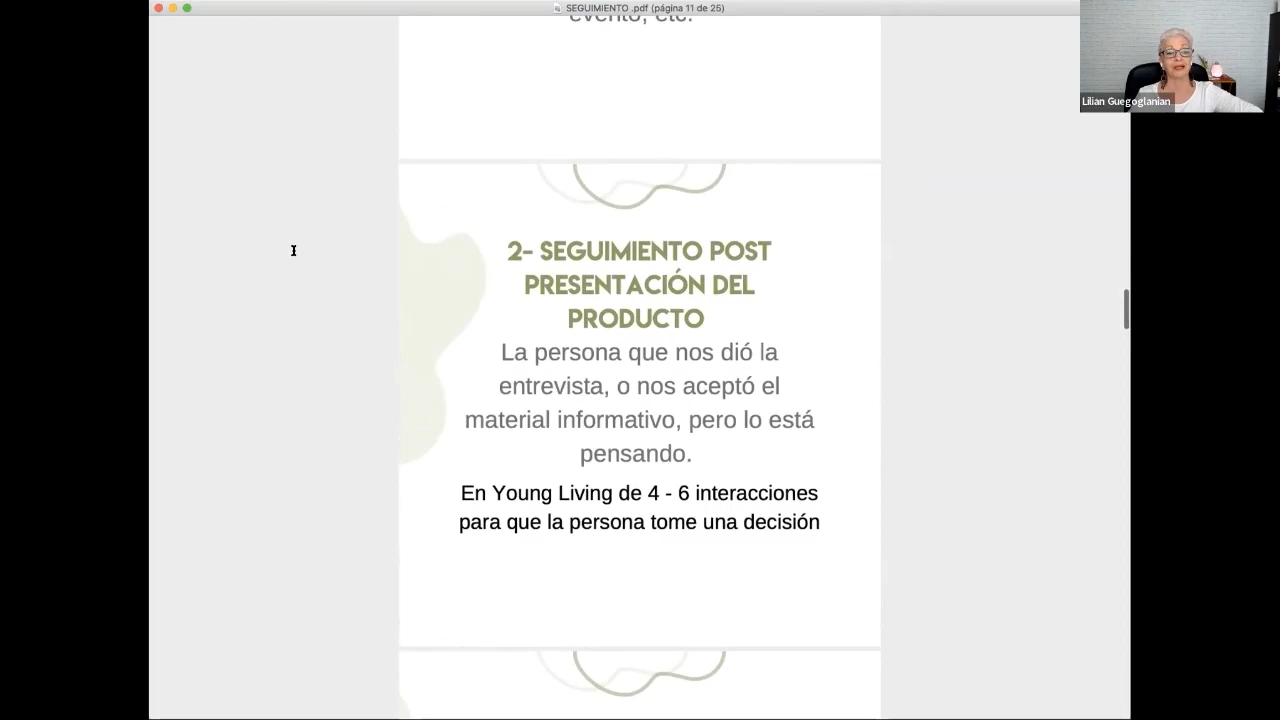 SEGUIMIENTO .pdf (página 11 de 25)
evento, etc.
Lilian Guegoglanian
2- SEGUIMIENTO POST
PRESENTACIÓN DEL
PRODUCTO
La persona que nos dió la
entrevista, o nos aceptó el
material informativo, pero lo está
pensando.
En Young Living de 4 - 6 interacciones
para que la persona tome una decisión